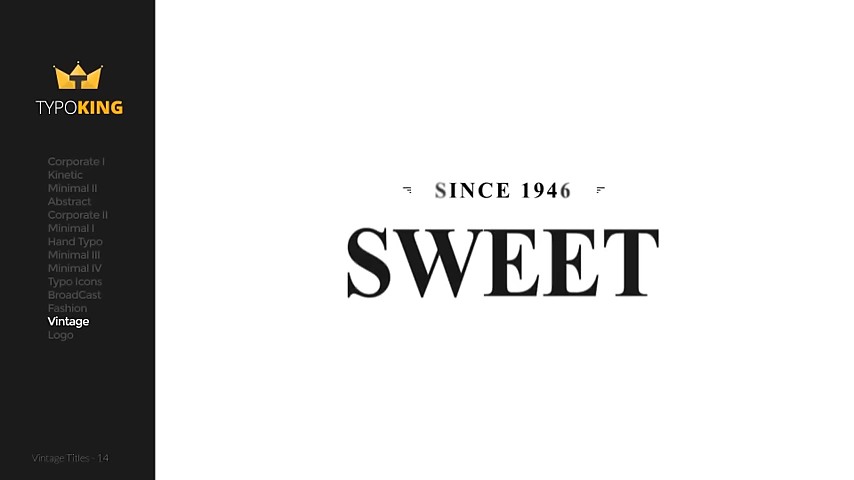 TYPOKING
Corporate I
Kinetic
Minimal II
Abstract
Corporate II
Minimal I
Hand Typo
Minimal III
Minimal IV
Typo Icons
BroadCast
Fashion
Vintage
Logo
Vintage Titles - 14
SINCE 1946
SWEET